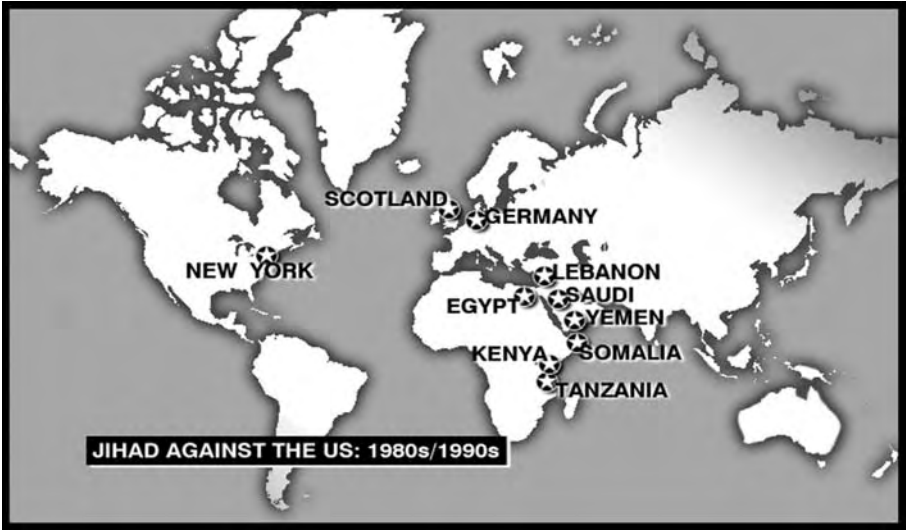 SCOTLAND
GERMANY
NEW YORK
LEBANON
EGYPT
SAUDI
YEMEN
KENYA
SOMALIA
TANZANIA
JIHAD AGAINST THE US: 1980s/1990s